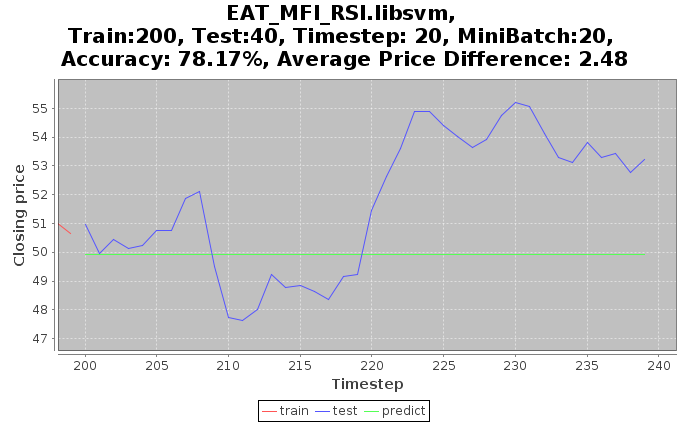 EAT_MFI_RSI.libsvm,
Train:200, Test:40, Timestep: 20, MiniBatch:20,
Accuracy: 78.17%, Average Price Difference: 2.48
Closing price
55
54
53
52
51
50
49
48
47
200 205 210 215 220 225 230 235 240
Timestep
train test predict